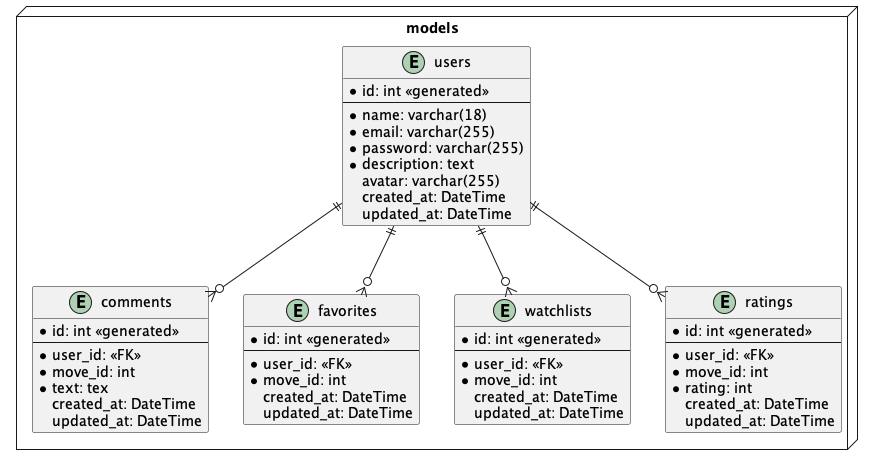 models
E users
id: int «generated»
name: varchar(18)
email: varchar(255)
password: varchar(255)
description: text
avatar: varchar(255)
created_at: DateTime
updated_at: DateTime
E comments
id: int «generated»
user_id: «FK»
move_id: int
text: tex
created_at: DateTime
updated_at: DateTime
E favorites
id: int «generated»
user_id: «FK»
move_id: int
created_at: DateTime
updated_at: DateTime
E watchlists
id: int «generated»
user_id: «FK»
move_id: int
created_at: DateTime
updated_at: DateTime
E ratings
id: int «generated»
user_id: «FK»
move_id: int
rating: int
created_at: DateTime
updated_at: DateTime